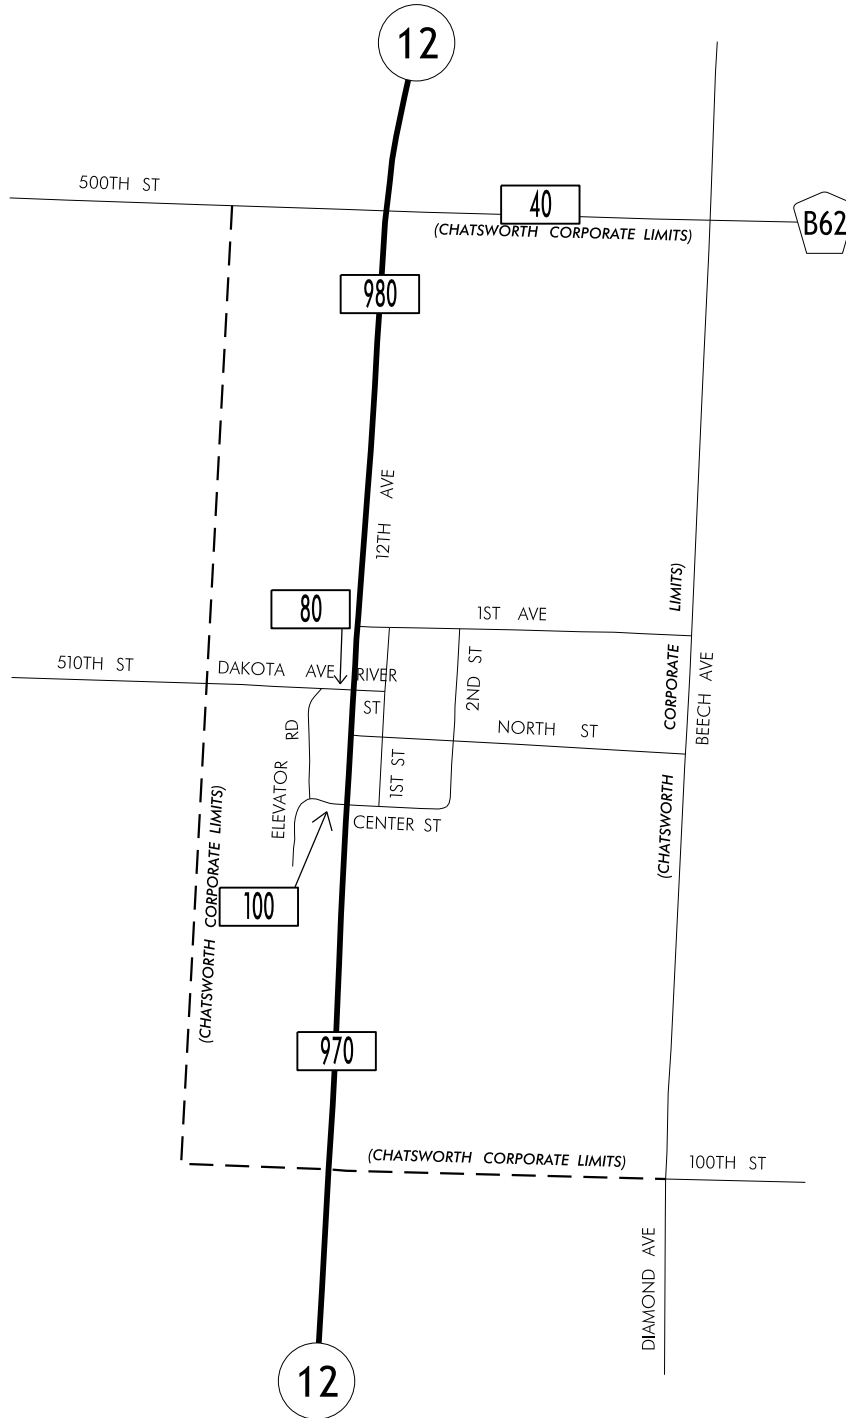 12
500TH ST
40
(CHATSWORTH CORPORATE LIMITS)
B62
980
12TH AVE
80
1ST AVE
510TH ST
DAKOTA AVE
RIVER ST
2ND ST
NORTH ST
ELEVATOR RD
1ST ST
CENTER ST
(CHATSWORTH CORPORATE LIMITS)
BEECH AVE
(CHATSWORTH CORPORATE LIMITS)
100
970
(CHATSWORTH CORPORATE LIMITS)
100TH ST
DIAMOND AVE
12